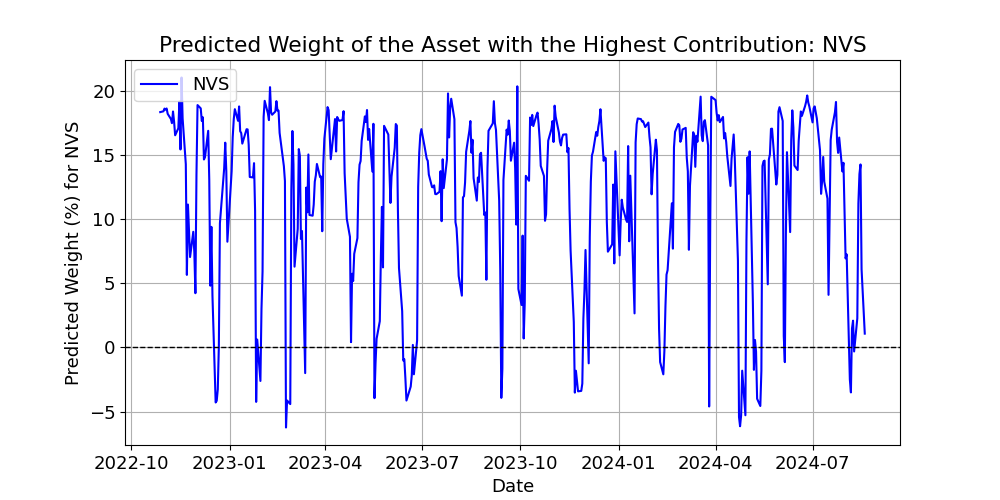 Predicted Weight of the Asset with the Highest Contribution: NVS
NVS
Predicted Weight (%) for NVS
20
15
10
5
0
−5
2022-10 2023-01 2023-04 2023-07 2023-10 2024-01 2024-04 2024-07
Date